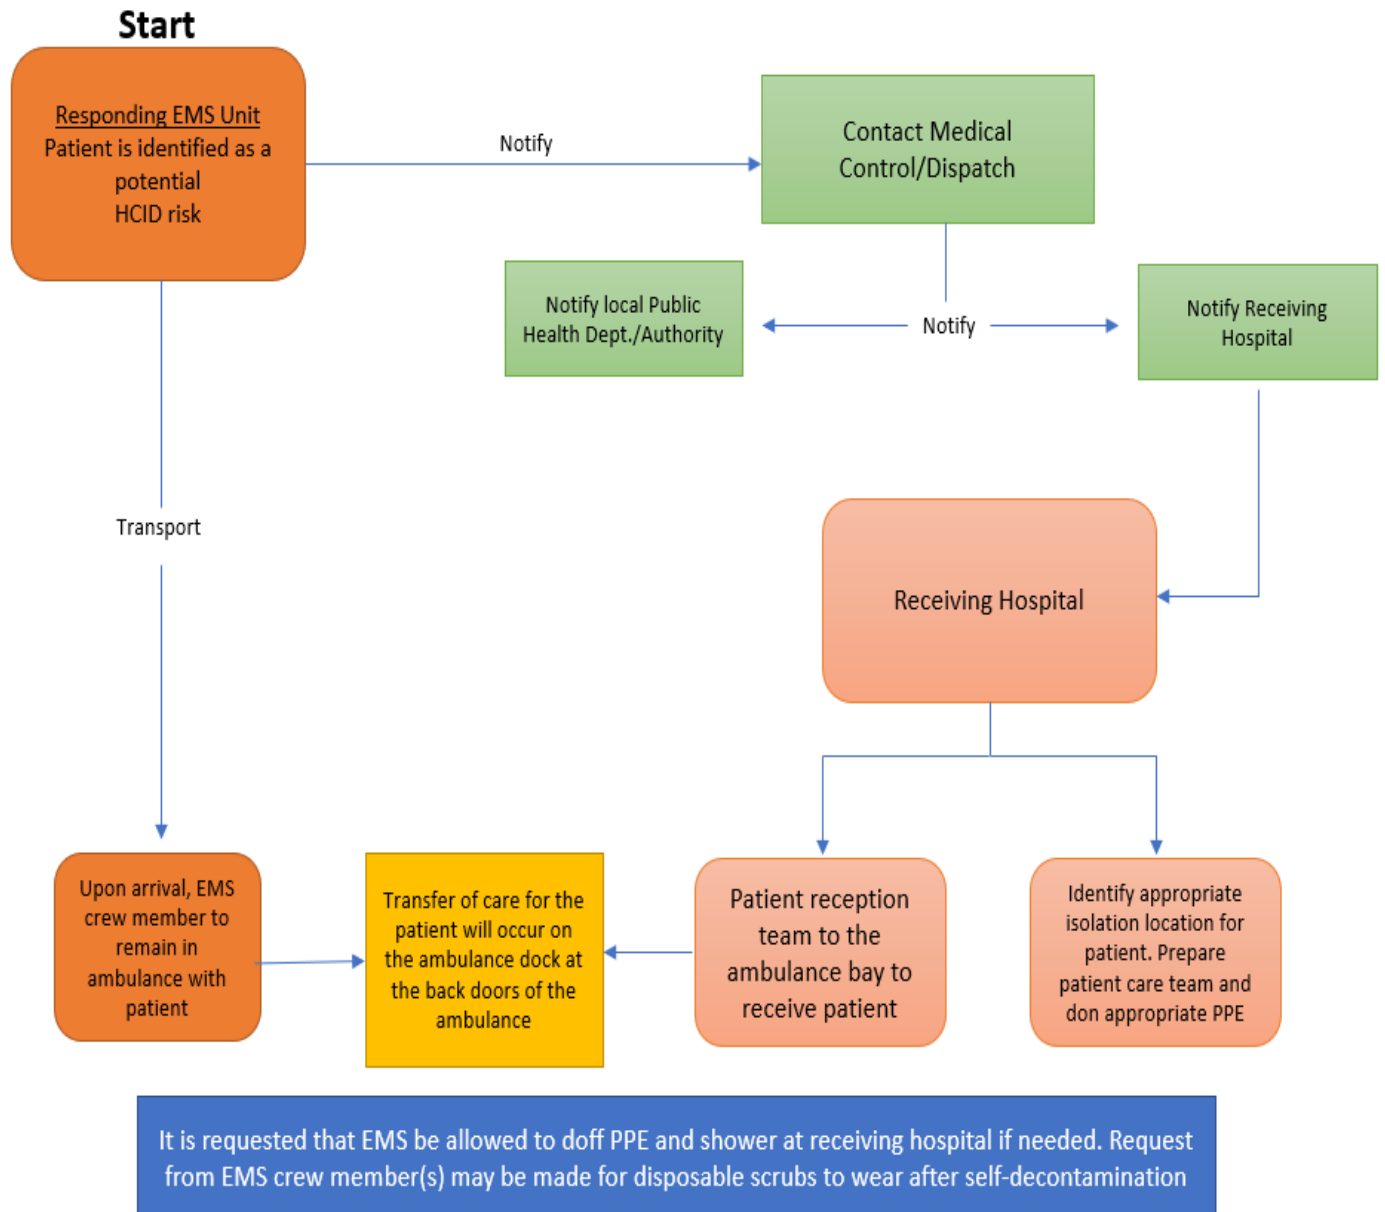 Start
Responding EMS Unit
Patient is identified as a
potential
HCID risk
Notify
Contact Medical
Control/Dispatch
Notify local Public
Health Dept./Authority
Notify
Notify Receiving
Hospital
Transport
Receiving Hospital
Upon arrival, EMS
crew member to
remain in
ambulance with
patient
Transfer of care for the
patient will occur on
the ambulance dock at
the back doors of the
ambulance
Patient reception
team to the
ambulance bay to
receive patient
Identify appropriate
isolation location for
patient. Prepare
patient care team and
don appropriate PPE
It is requested that EMS be allowed to doff PPE and shower at receiving hospital if needed. Request
from EMS crew member(s) may be made for disposable scrubs to wear after self-decontamination